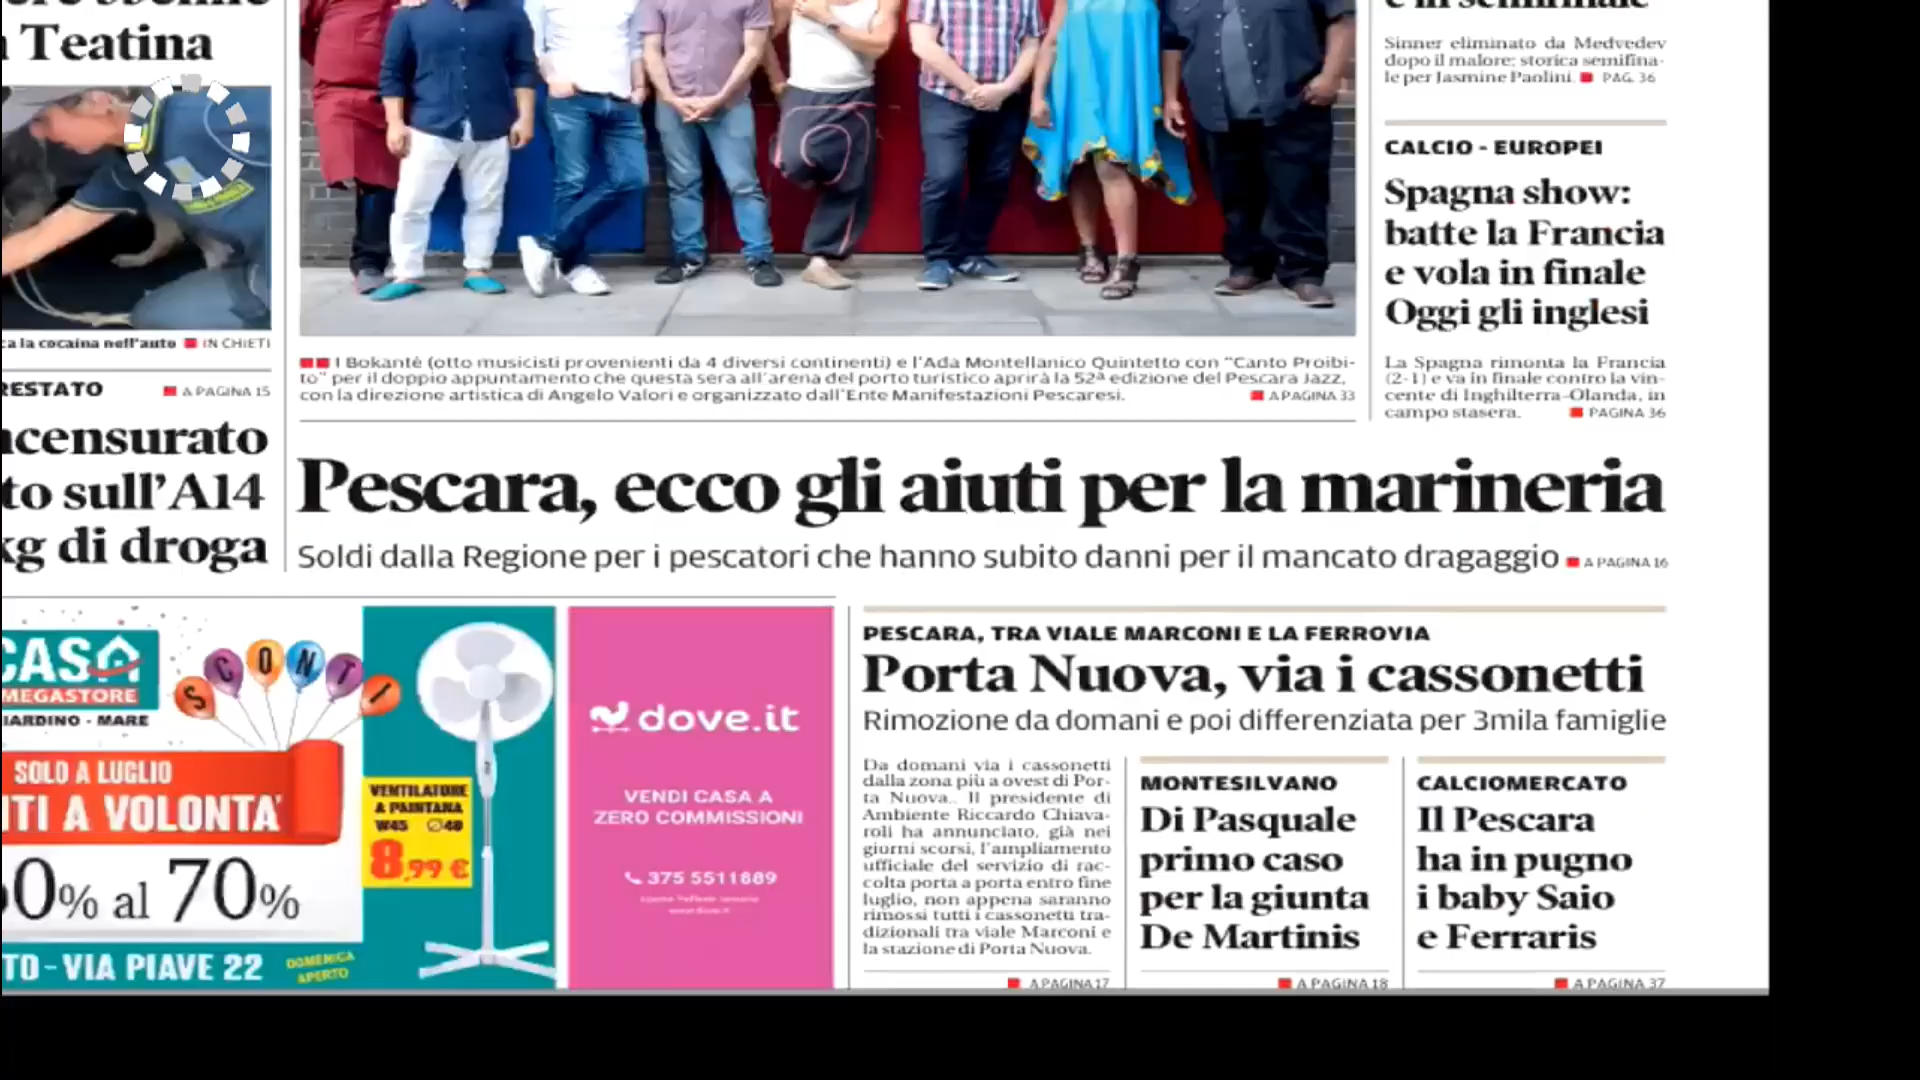 Teatina
ca la cocaina nell'auto ■ IN CHIETI
RESTATO ■ A PAGINA 15
ncensurato
to sull'A14
kg di droga
■■ I Bokantè (otto musicisti provenienti da 4 diversi continenti) e l'Ada Montellanico Quintetto con "Canto Proibi-
to" per il doppio appuntamento che questa sera all'arena del porto turistico aprirà la 52ª edizione del Pescara Jazz,
con la direzione artistica di Angelo Valori e organizzato dall'Ente Manifestazioni Pescaresi. ■ A PAGINA 33
e in semifinale
Sinner eliminato da Medvedev
dopo il malore; storica semifina-
le per Jasmine Paolini. ■ PAG. 36
CALCIO - EUROPEI
Spagna show:
batte la Francia
e vola in finale
Oggi gli inglesi
La Spagna rimonta la Francia
(2-1) e va in finale contro la vin-
cente di Inghilterra-Olanda, in
campo stasera. ■ PAGINA 36
Pescara, ecco gli aiuti per la marineria
Soldi dalla Regione per i pescatori che hanno subito danni per il mancato dragaggio ■ A PAGINA 16
CASA
MEGASTORE
IARDINO - MARE
SCONTI
SOLO A LUGLIO
TI A VOLONTA'
0% al 70%
TO - VIA PIAVE 22
DOMENICA
APERTO
VENTILATORE
A PAINTANA
W45 ∅40
8,99 €
dove.it
VENDI CASA A
ZERO COMMISSIONI
375 5511889
PESCARA, TRA VIALE MARCONI E LA FERROVIA
Porta Nuova, via i cassonetti
Rimozione da domani e poi differenziata per 3mila famiglie
Da domani via i cassonetti
dalla zona più a ovest di Por-
ta Nuova.. Il presidente di
Ambiente Riccardo Chiava-
roli ha annunciato, già nei
giorni scorsi, l'ampliamento
ufficiale del servizio di rac-
colta porta a porta entro fine
luglio, non appena saranno
rimossi tutti i cassonetti tra-
dizionali tra viale Marconi e
la stazione di Porta Nuova.
■ A PAGINA 17
MONTESILVANO
Di Pasquale
primo caso
per la giunta
De Martinis
■ A PAGINA 18
CALCIOMERCATO
Il Pescara
ha in pugno
i baby Saio
e Ferraris
■ A PAGINA 37